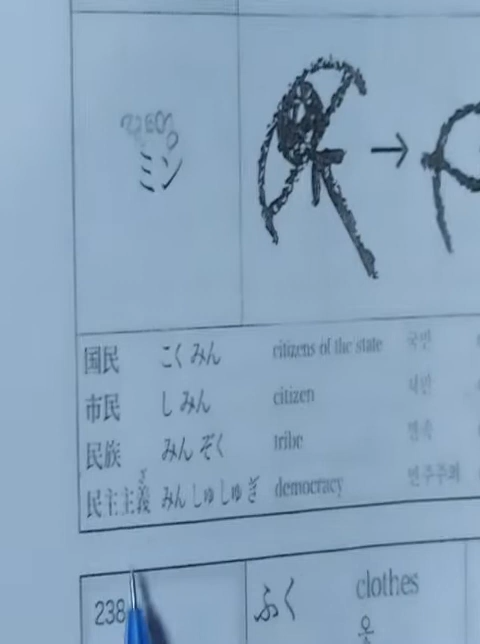 ミン
国民 こくみん citizens of the state 국민
市民 しみん citizen 시민
民族 みんぞく tribe 민족
ぎ
民主主義 みんしゅしゅぎ democracy 민주주의
238 ふく clothes
옷